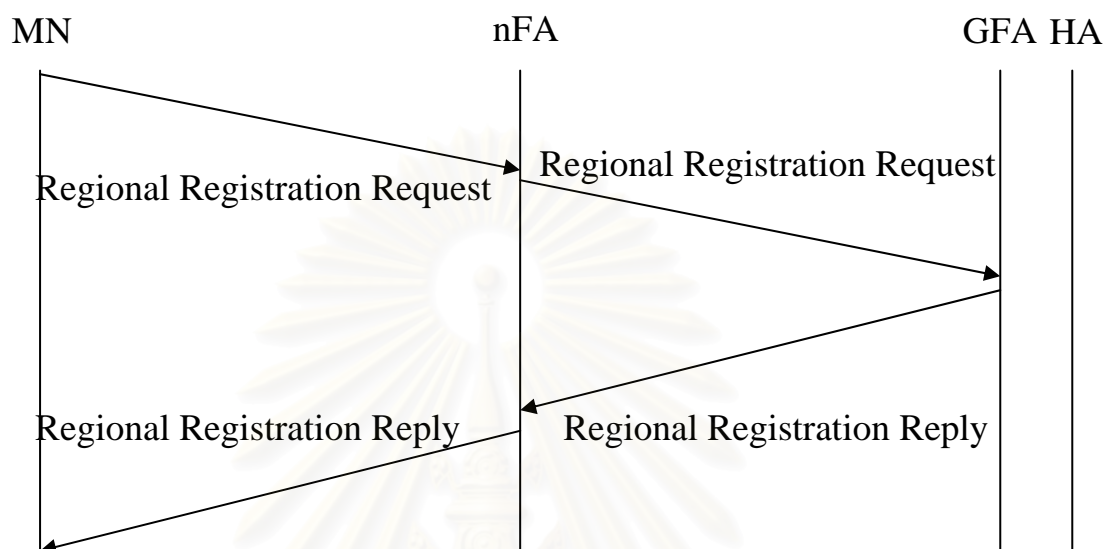 MN nFA GFA HA
Regional Registration Request
Regional Registration Request
Regional Registration Reply Regional Registration Reply